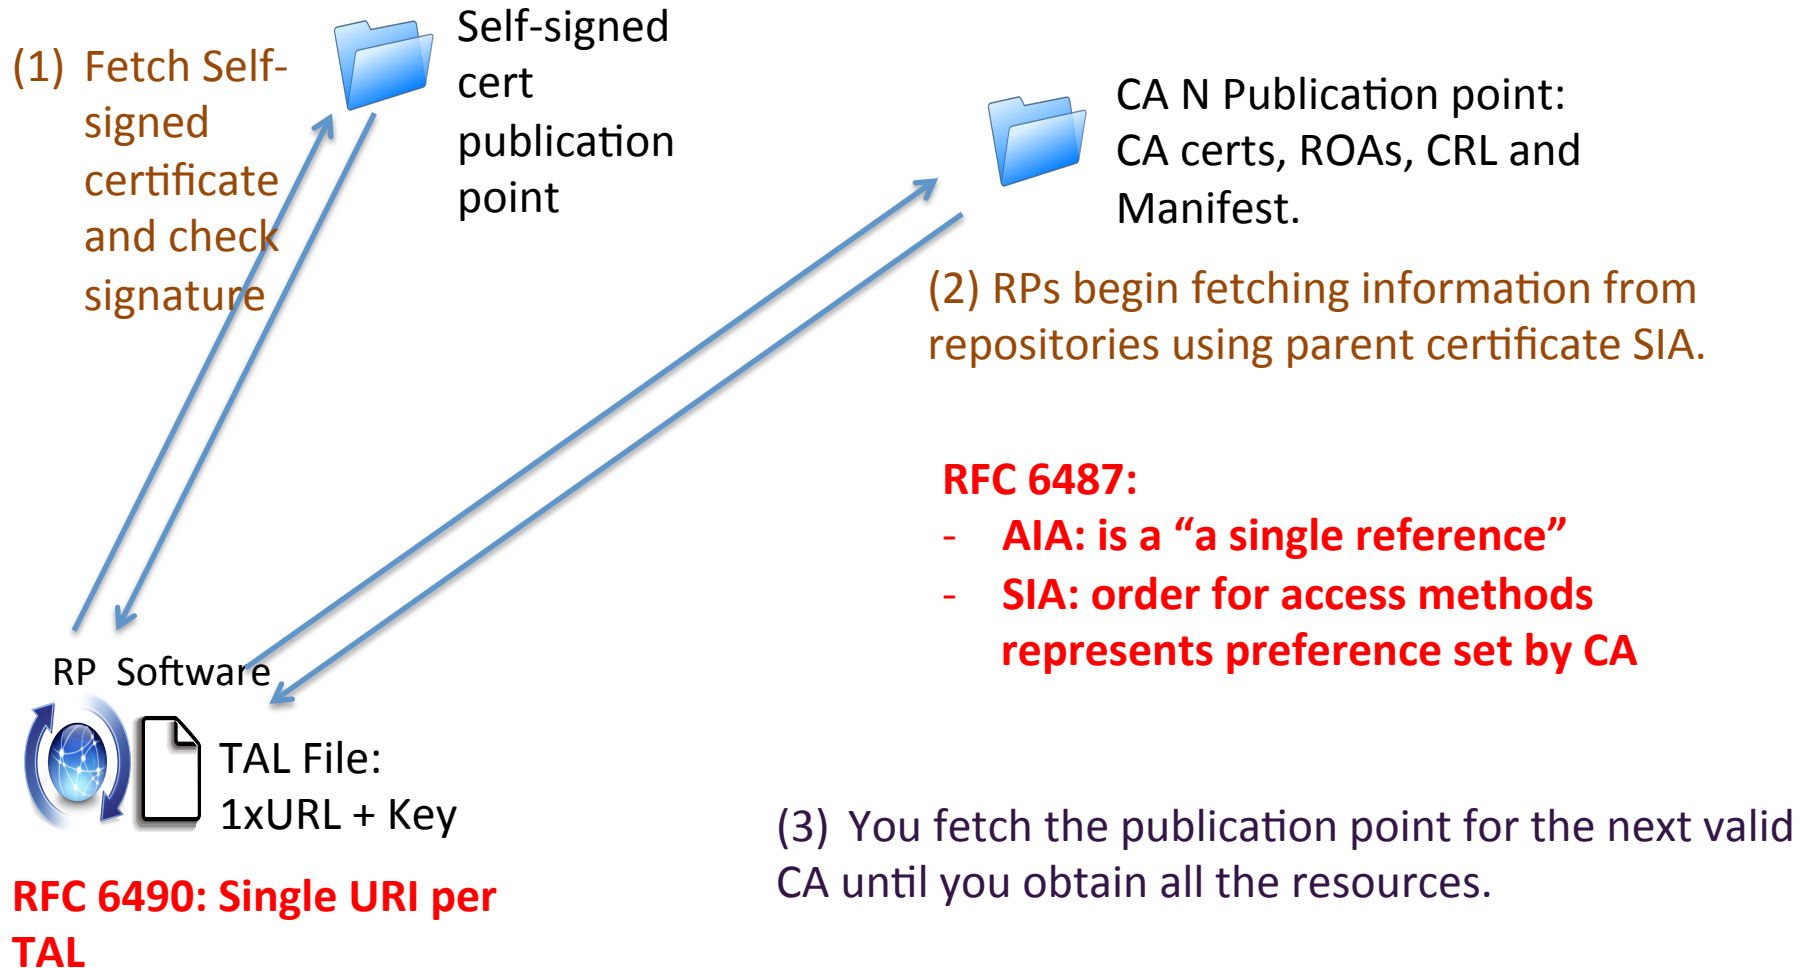 (1) Fetch Self-
signed
certificate
and check
signature
Self-signed
cert
publication
point
CA N Publication point:
CA certs, ROAs, CRL and
Manifest.
(2) RPs begin fetching information from
repositories using parent certificate SIA.
RFC 6487:
- AIA: is a “a single reference”
- SIA: order for access methods
represents preference set by CA
RP Software
TAL File:
1xURL + Key
RFC 6490: Single URI per
TAL
(3) You fetch the publication point for the next valid
CA until you obtain all the resources.